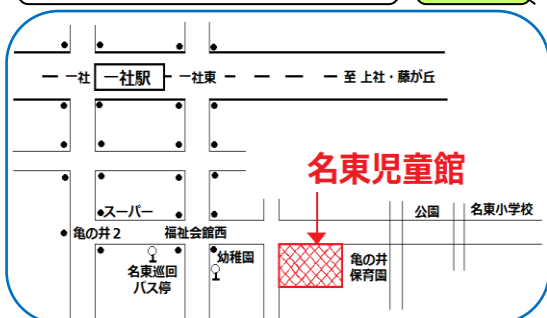 一社
一社駅
一社東
至 上社・藤が丘
名東児童館
スーパー
公園
名東小学校
亀の井 2
福祉会館西
名東巡回
バス停
幼稚園
亀の井
保育園